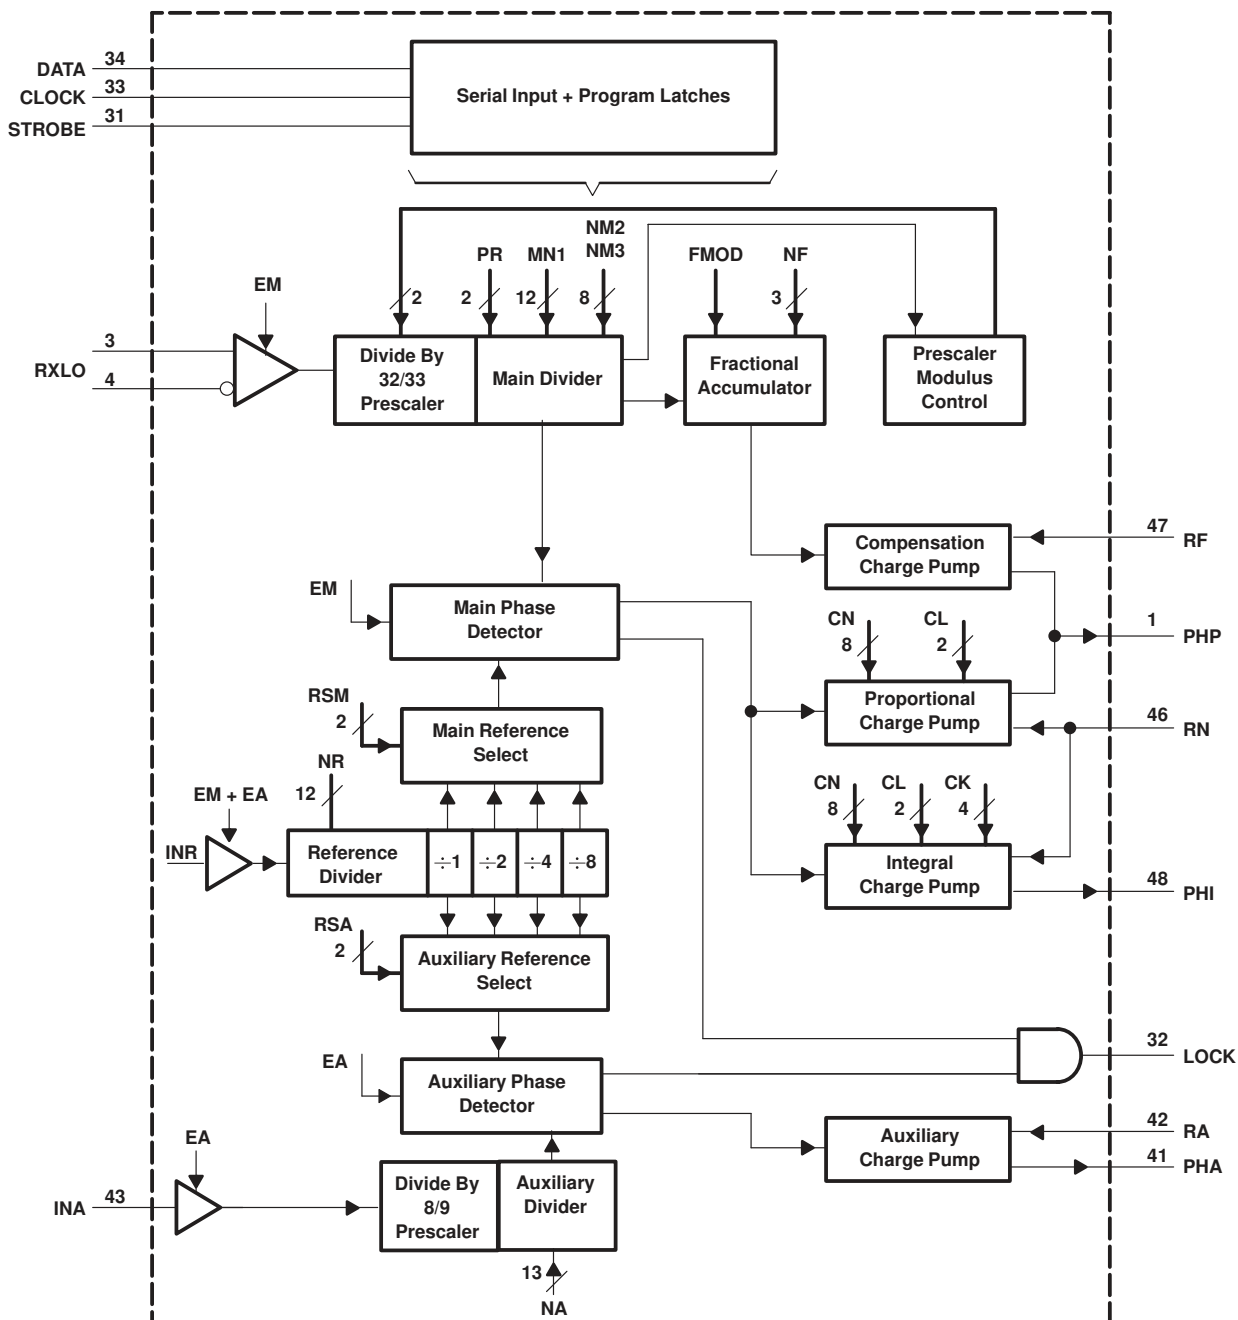 34
DATA
33
CLOCK
31
STROBE
Serial Input + Program Latches
NM2
NM3
PR
MN1
FMOD
NF
EM
2
2
12
8
3
3
RXLO
4
Divide By
32/33
Prescaler
Main Divider
Fractional
Accumulator
Prescaler
Modulus
Control
47
RF
Compensation
Charge Pump
EM
Main Phase
Detector
CN
8
CL
2
1
PHP
RSM
2
Main Reference
Select
Proportional
Charge Pump
46
RN
NR
12
EM + EA
CN
8
CL
2
CK
4
INR
Reference
Divider
÷1
÷2
÷4
÷8
Integral
Charge Pump
48
PHI
RSA
2
Auxiliary Reference
Select
32
LOCK
EA
Auxiliary Phase
Detector
42
RA
Auxiliary
Charge Pump
41
PHA
EA
43
INA
Divide By
8/9
Prescaler
Auxiliary
Divider
13
NA